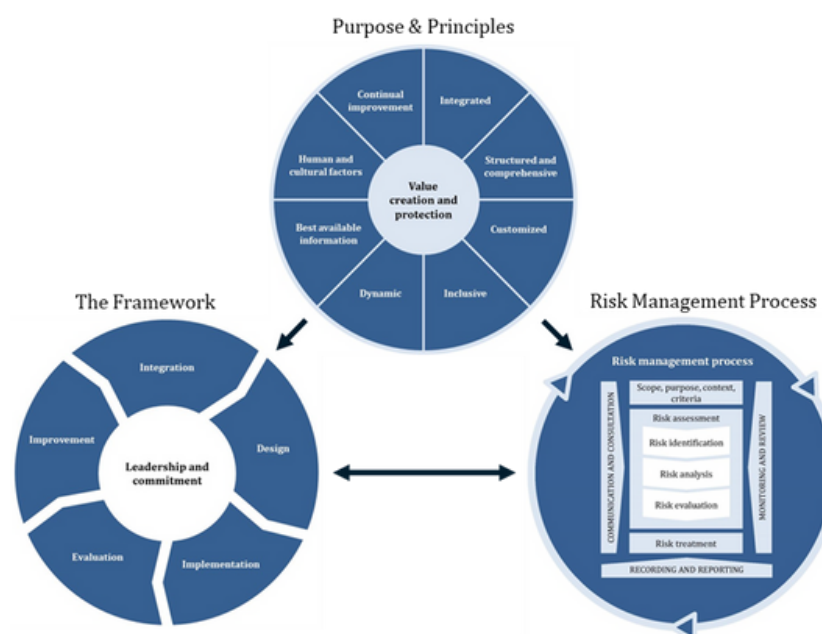 Purpose & Principles
Continual
improvement
Integrated
Human and
cultural factors
Structured and
comprehensive
Value
creation and
protection
Best available
information
Customized
Dynamic
Inclusive
The Framework
Integration
Improvement
Design
Leadership and
commitment
Evaluation
Implementation
Risk Management Process
Risk management process
Scope, purpose, context,
criteria
Risk assessment
Risk identification
Risk analysis
Risk evaluation
Risk treatment
COMMUNICATION AND CONSULTATION
MONITORING AND REVIEW
RECORDING AND REPORTING